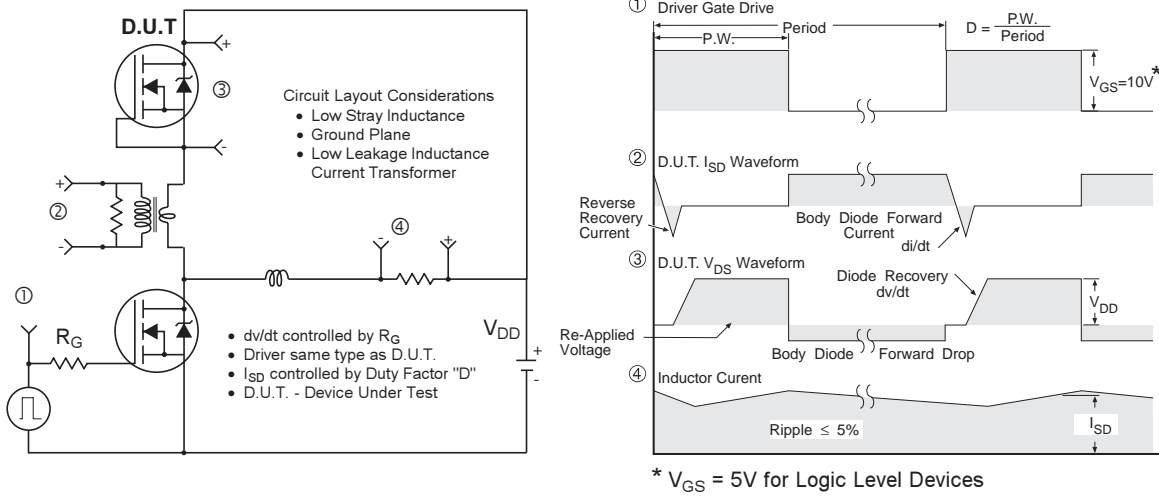 D.U.T
+
③
-
Circuit Layout Considerations
• Low Stray Inductance
• Ground Plane
• Low Leakage Inductance
Current Transformer
+
②
-
④
-
+
①
R_G
V_DD
+
-
• dv/dt controlled by R_G
• Driver same type as D.U.T.
• I_SD controlled by Duty Factor "D"
• D.U.T. - Device Under Test
① Driver Gate Drive
P.W.
Period
D = P.W.
Period
V_GS=10V *
② D.U.T. I_SD Waveform
Reverse
Recovery
Current
Body Diode Forward
Current
di/dt
③ D.U.T. V_DS Waveform
Diode Recovery
dv/dt
V_DD
Re-Applied
Voltage
Body Diode Forward Drop
④ Inductor Curent
Ripple ≤ 5%
I_SD
* V_GS = 5V for Logic Level Devices